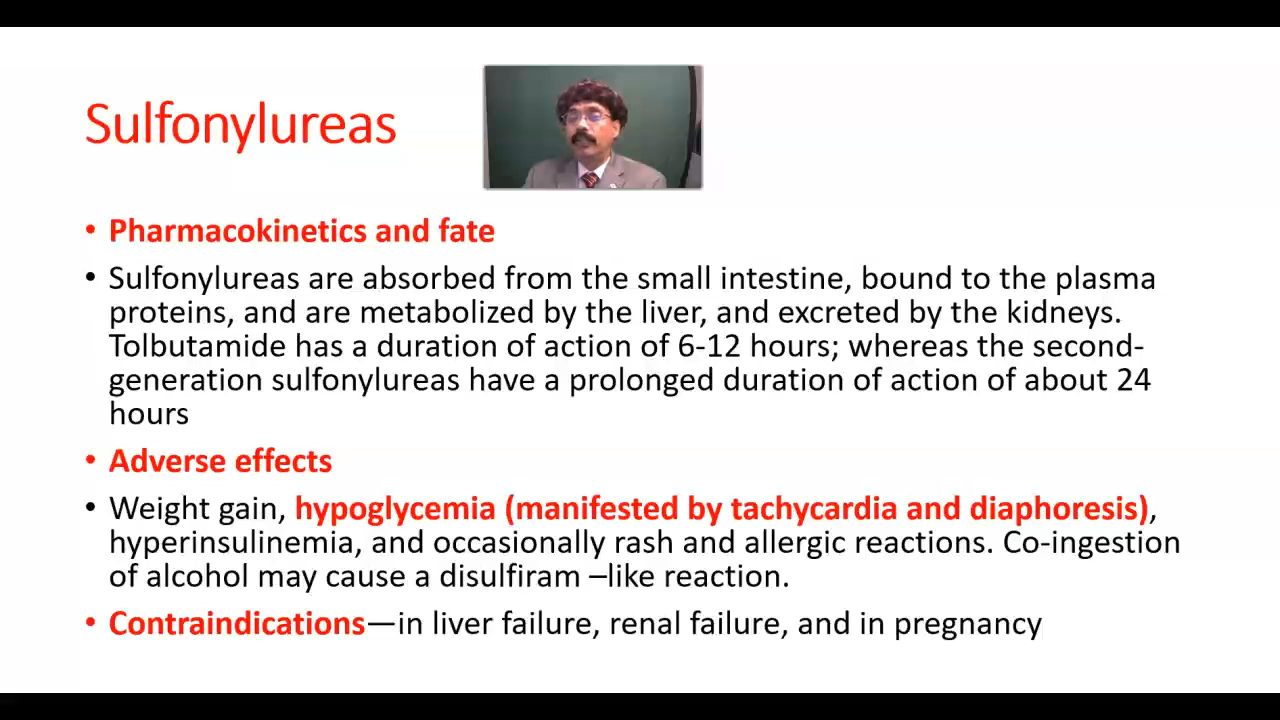 Sulfonylureas
• Pharmacokinetics and fate
• Sulfonylureas are absorbed from the small intestine, bound to the plasma
proteins, and are metabolized by the liver, and excreted by the kidneys.
Tolbutamide has a duration of action of 6-12 hours; whereas the second-
generation sulfonylureas have a prolonged duration of action of about 24
hours
• Adverse effects
• Weight gain, hypoglycemia (manifested by tachycardia and diaphoresis),
hyperinsulinemia, and occasionally rash and allergic reactions. Co-ingestion
of alcohol may cause a disulfiram –like reaction.
• Contraindications—in liver failure, renal failure, and in pregnancy